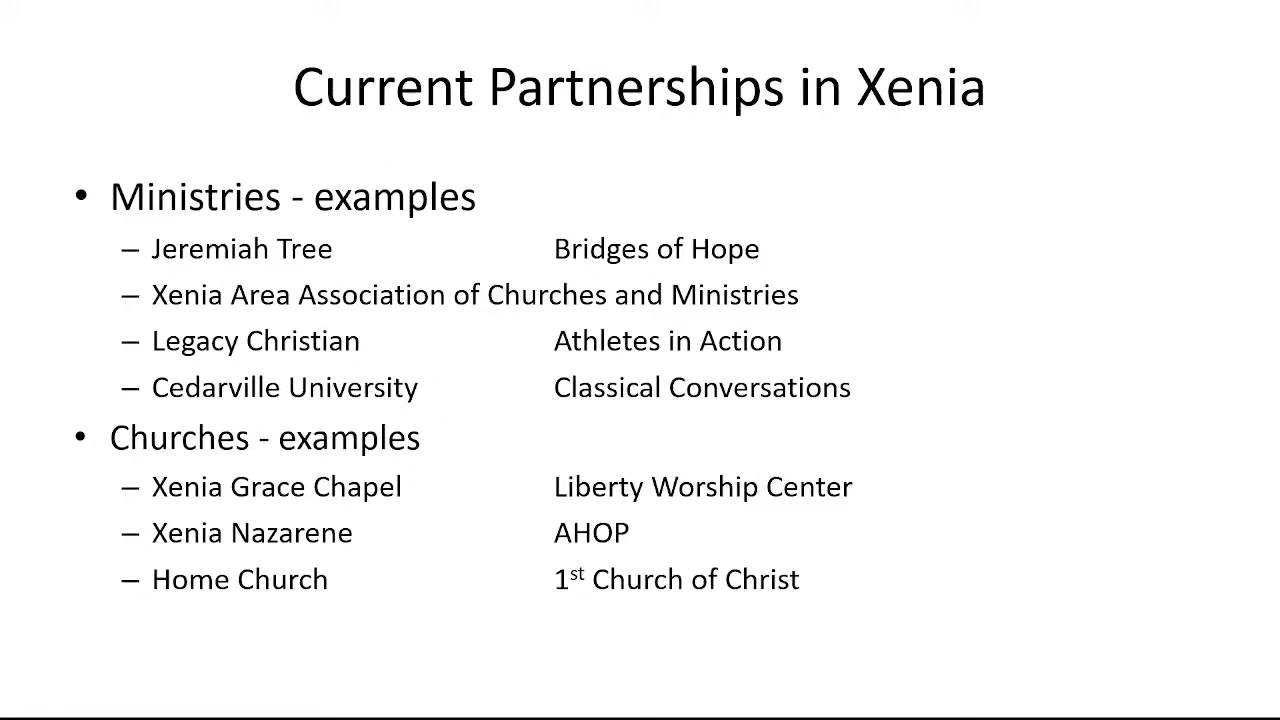 Current Partnerships in Xenia
• Ministries - examples
– Jeremiah Tree Bridges of Hope
– Xenia Area Association of Churches and Ministries
– Legacy Christian Athletes in Action
– Cedarville University Classical Conversations
• Churches - examples
– Xenia Grace Chapel Liberty Worship Center
– Xenia Nazarene AHOP
– Home Church 1st Church of Christ